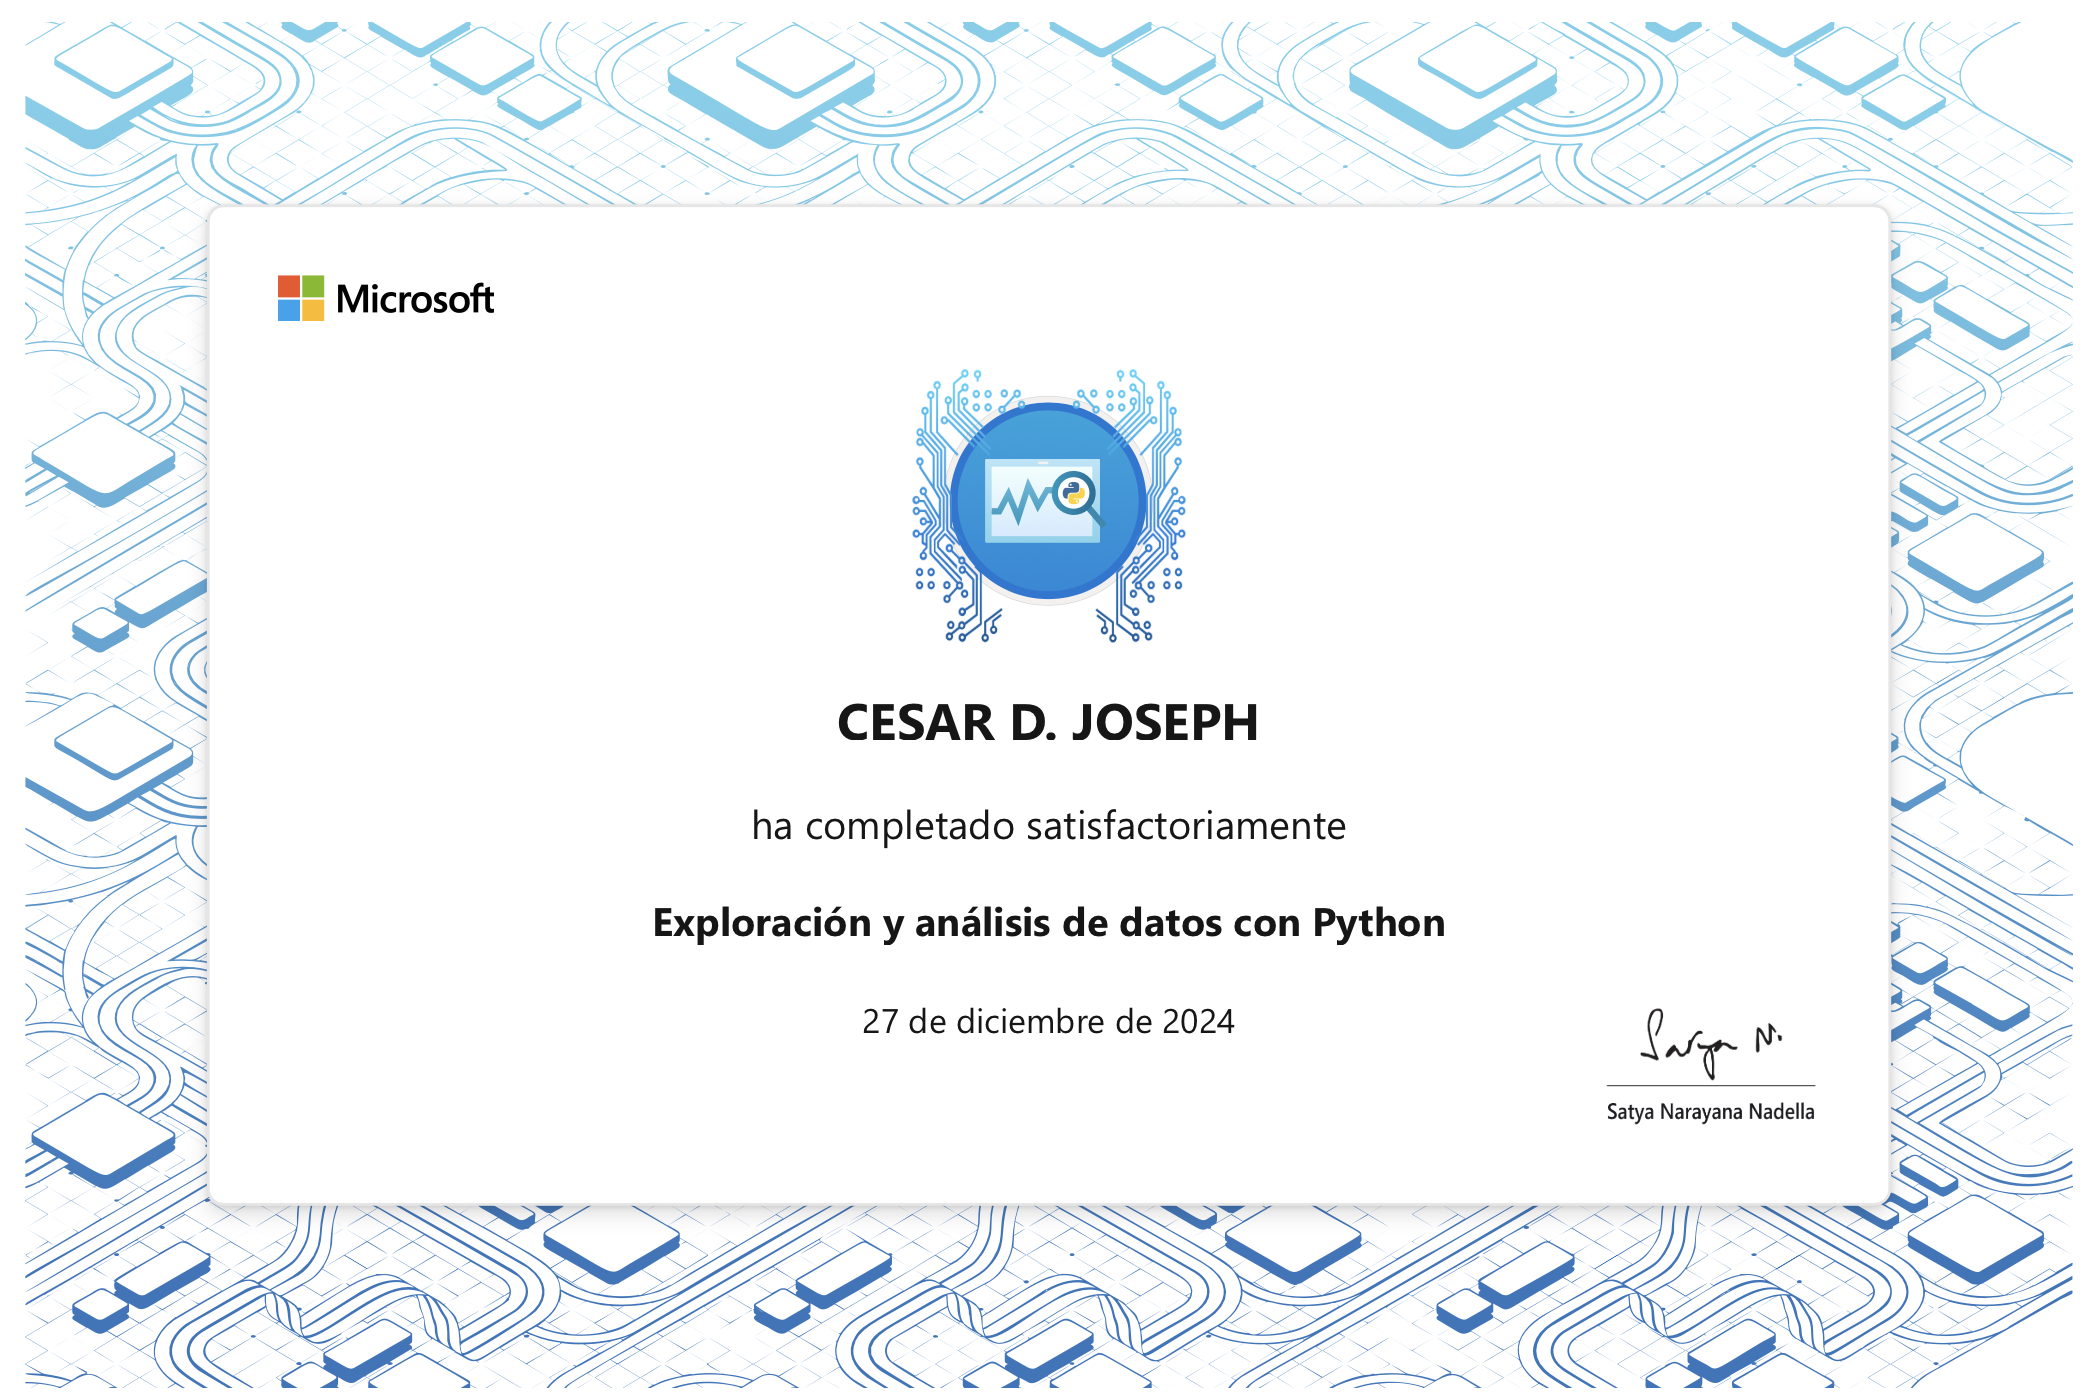 Microsoft
CESAR D. JOSEPH
ha completado satisfactoriamente
Exploración y análisis de datos con Python
27 de diciembre de 2024
Satya N.
Satya Narayana Nadella